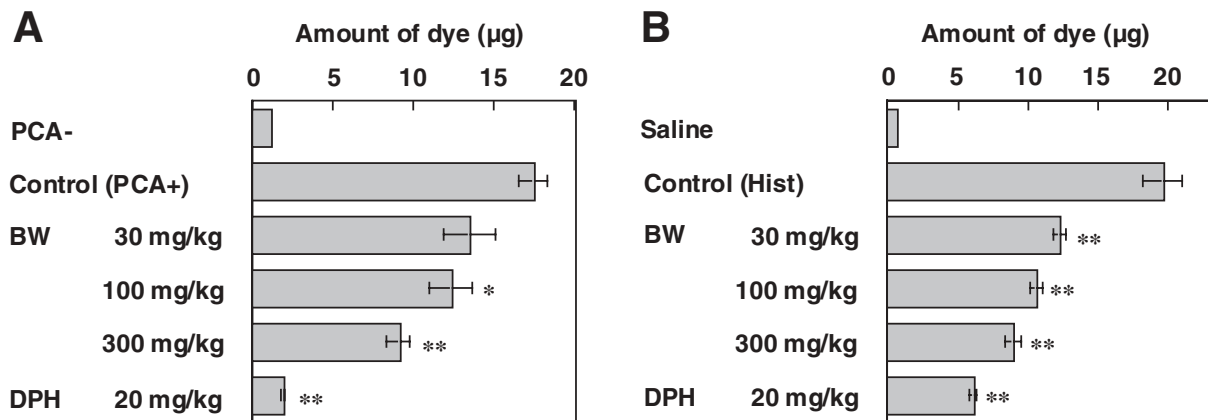 A
Amount of dye (µg)
0 5 10 15 20
PCA-
Control (PCA+)
BW 30 mg/kg
100 mg/kg *
300 mg/kg **
DPH 20 mg/kg **
B
Amount of dye (µg)
0 5 10 15 20
Saline
Control (Hist)
BW 30 mg/kg **
100 mg/kg **
300 mg/kg **
DPH 20 mg/kg **